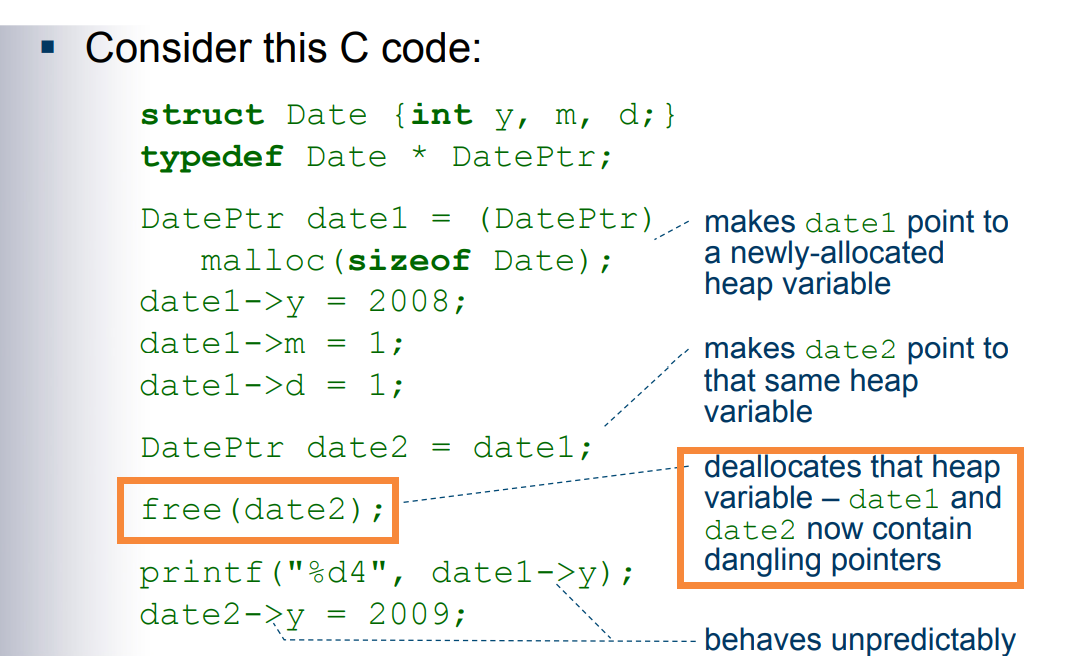 Consider this C code:
struct Date {int y, m, d;}
typedef Date * DatePtr;
DatePtr date1 = (DatePtr)
malloc(sizeof Date);
date1->y = 2008;
date1->m = 1;
date1->d = 1;
makes date1 point to
a newly-allocated
heap variable
DatePtr date2 = date1;
makes date2 point to
that same heap
variable
free(date2);
deallocates that heap
variable – date1 and
date2 now contain
dangling pointers
printf("%d4", date1->y);
date2->y = 2009;
behaves unpredictably